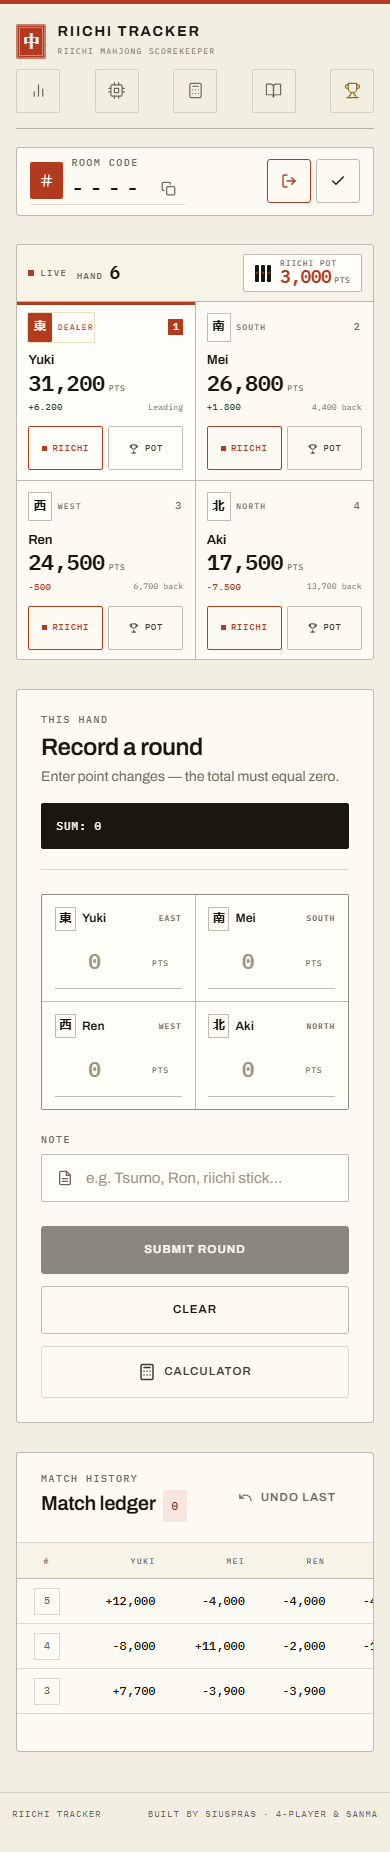 中
RIICHI TRACKER
RIICHI MAHJONG SCOREKEEPER
# ROOM CODE
- - - -
LIVE HAND 6
RIICHI POT
3,000 PTS
東 DEALER 1
Yuki
31,200 PTS
+6.200 Leading
RIICHI POT
南 SOUTH 2
Mei
26,800 PTS
+1.800 4,400 back
RIICHI POT
西 WEST 3
Ren
24,500 PTS
-500 6,700 back
RIICHI POT
北 NORTH 4
Aki
17,500 PTS
-7.500 13,700 back
RIICHI POT
THIS HAND
Record a round
Enter point changes — the total must equal zero.
SUM: 0
東 Yuki EAST
0 PTS
南 Mei SOUTH
0 PTS
西 Ren WEST
0 PTS
北 Aki NORTH
0 PTS
NOTE
e.g. Tsumo, Ron, riichi stick...
SUBMIT ROUND
CLEAR
CALCULATOR
MATCH HISTORY
Match ledger 0
UNDO LAST
# YUKI MEI REN
5 +12,000 -4,000 -4,000
4 -8,000 +11,000 -2,000
3 +7,700 -3,900 -3,900
RIICHI TRACKER
BUILT BY SIUSPRAS · 4-PLAYER & SANMA